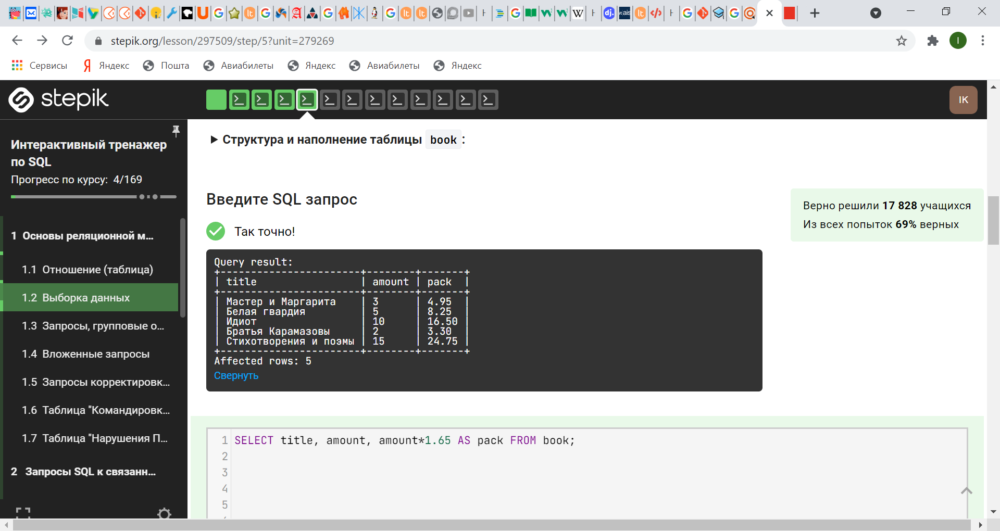 stepik.org/lesson/297509/step/5?unit=279269
I
Сервисы
Яндекс
Пошта
Авиабилеты
Яндекс
Авиабилеты
Яндекс
stepik
IK
Интерактивный тренажер
по SQL
Прогресс по курсу: 4/169
1 Основы реляционной м...
1.1 Отношение (таблица)
1.2 Выборка данных
1.3 Запросы, групповые о...
1.4 Вложенные запросы
1.5 Запросы корректировк...
1.6 Таблица "Командировк...
1.7 Таблица "Нарушения П...
2 Запросы SQL к связанн...
Структура и наполнение таблицы book :
Введите SQL запрос
Верно решили 17 828 учащихся
Из всех попыток 69% верных
Так точно!
Query result:
+-----------------------+--------+-------+
| title | amount | pack |
+-----------------------+--------+-------+
| Мастер и Маргарита | 3 | 4.95 |
| Белая гвардия | 5 | 8.25 |
| Идиот | 10 | 16.50 |
| Братья Карамазовы | 2 | 3.30 |
| Стихотворения и поэмы | 15 | 24.75 |
+-----------------------+--------+-------+
Affected rows: 5
Свернуть
1 SELECT title, amount, amount*1.65 AS pack FROM book;
2
3
4
5